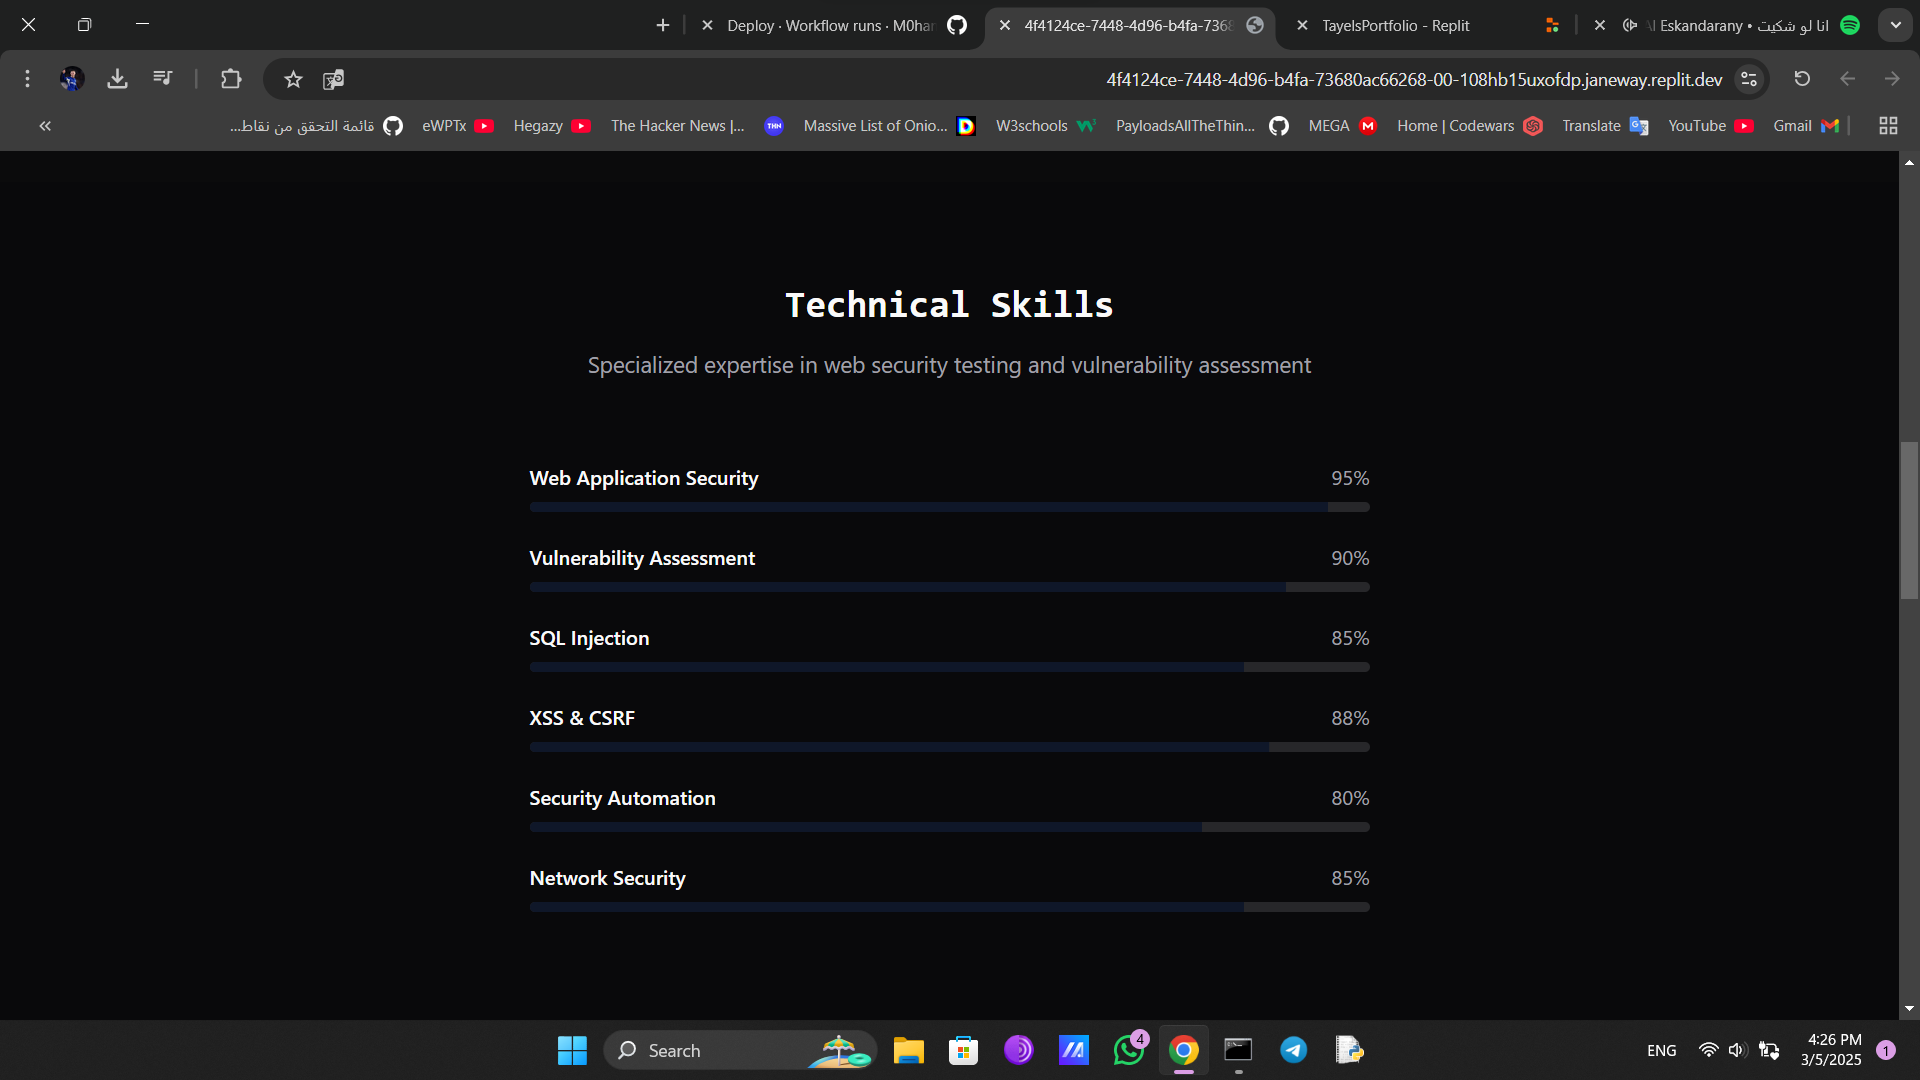 Deploy · Workflow runs · M0har
4f4124ce-7448-4d96-b4fa-7368
TayelsPortfolio - Replit
انا لو شكيت • Al Eskandarany
4f4124ce-7448-4d96-b4fa-73680ac66268-00-108hb15uxofdp.janeway.replit.dev
قائمة التحقق من نقاط...
eWPTx
Hegazy
The Hacker News |...
THN
Massive List of Onio...
W3schools
PayloadsAllTheThin...
MEGA
Home | Codewars
Translate
YouTube
Gmail
Technical Skills
Specialized expertise in web security testing and vulnerability assessment
Web Application Security 95%
Vulnerability Assessment 90%
SQL Injection 85%
XSS & CSRF 88%
Security Automation 80%
Network Security 85%
Search
4
ENG
4:26 PM
3/5/2025
1